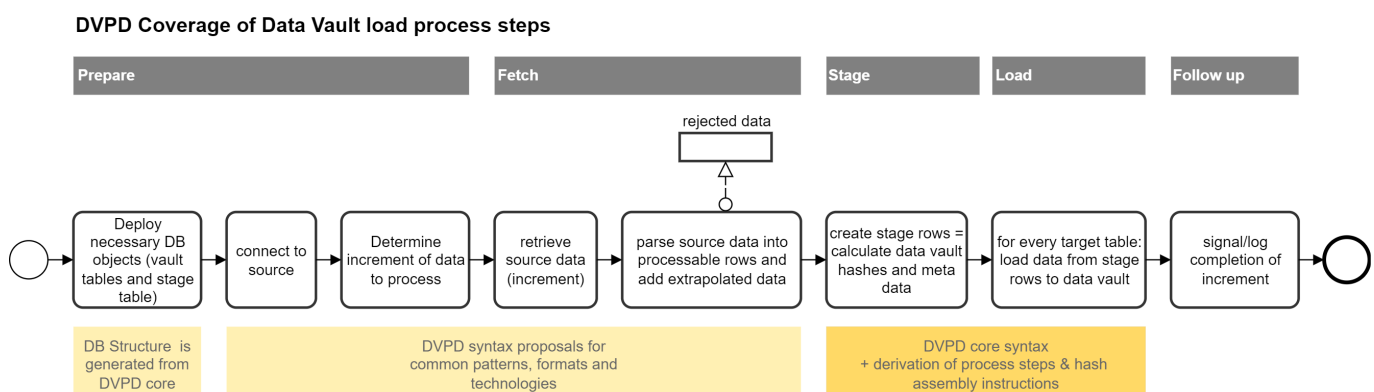 DVPD Coverage of Data Vault load process steps
Prepare
Fetch
Stage
Load
Follow up
rejected data
Deploy
necessary DB
objects (vault
tables and stage
table)
connect to
source
Determine
increment of data
to process
retrieve
source data
(increment)
parse source data into
processable rows and
add extrapolated data
create stage rows =
calculate data vault
hashes and meta
data
for every target table:
load data from stage
rows to data vault
signal/log
completion of
increment
DB Structure is
generated from
DVPD core
DVPD syntax proposals for
common patterns, formats and
technologies
DVPD core syntax
+ derivation of process steps & hash
assembly instructions